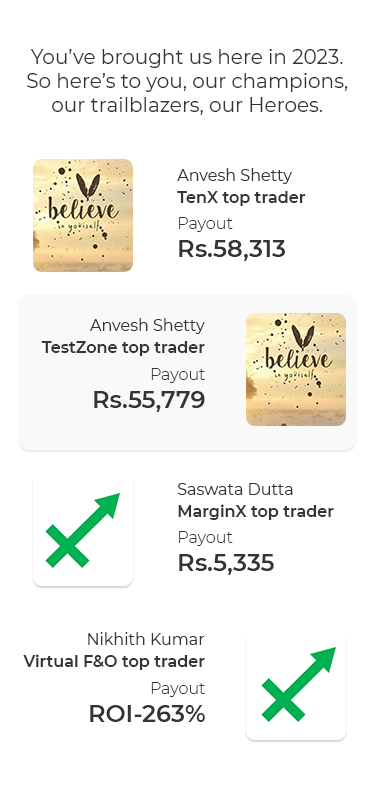 You’ve brought us here in 2023.
So here’s to you, our champions,
our trailblazers, our Heroes.
believe
in yourself
Anvesh Shetty
TenX top trader
Payout
Rs.58,313
Anvesh Shetty
TestZone top trader
Payout
Rs.55,779
believe
in yourself
Saswata Dutta
MarginX top trader
Payout
Rs.5,335
Nikhith Kumar
Virtual F&O top trader
Payout
ROI-263%